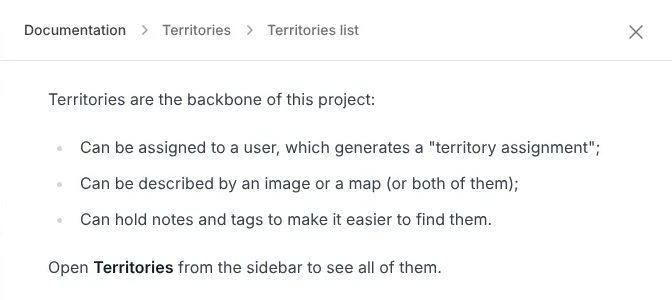 Documentation > Territories > Territories list
Territories are the backbone of this project:
Can be assigned to a user, which generates a "territory assignment";
Can be described by an image or a map (or both of them);
Can hold notes and tags to make it easier to find them.
Open Territories from the sidebar to see all of them.